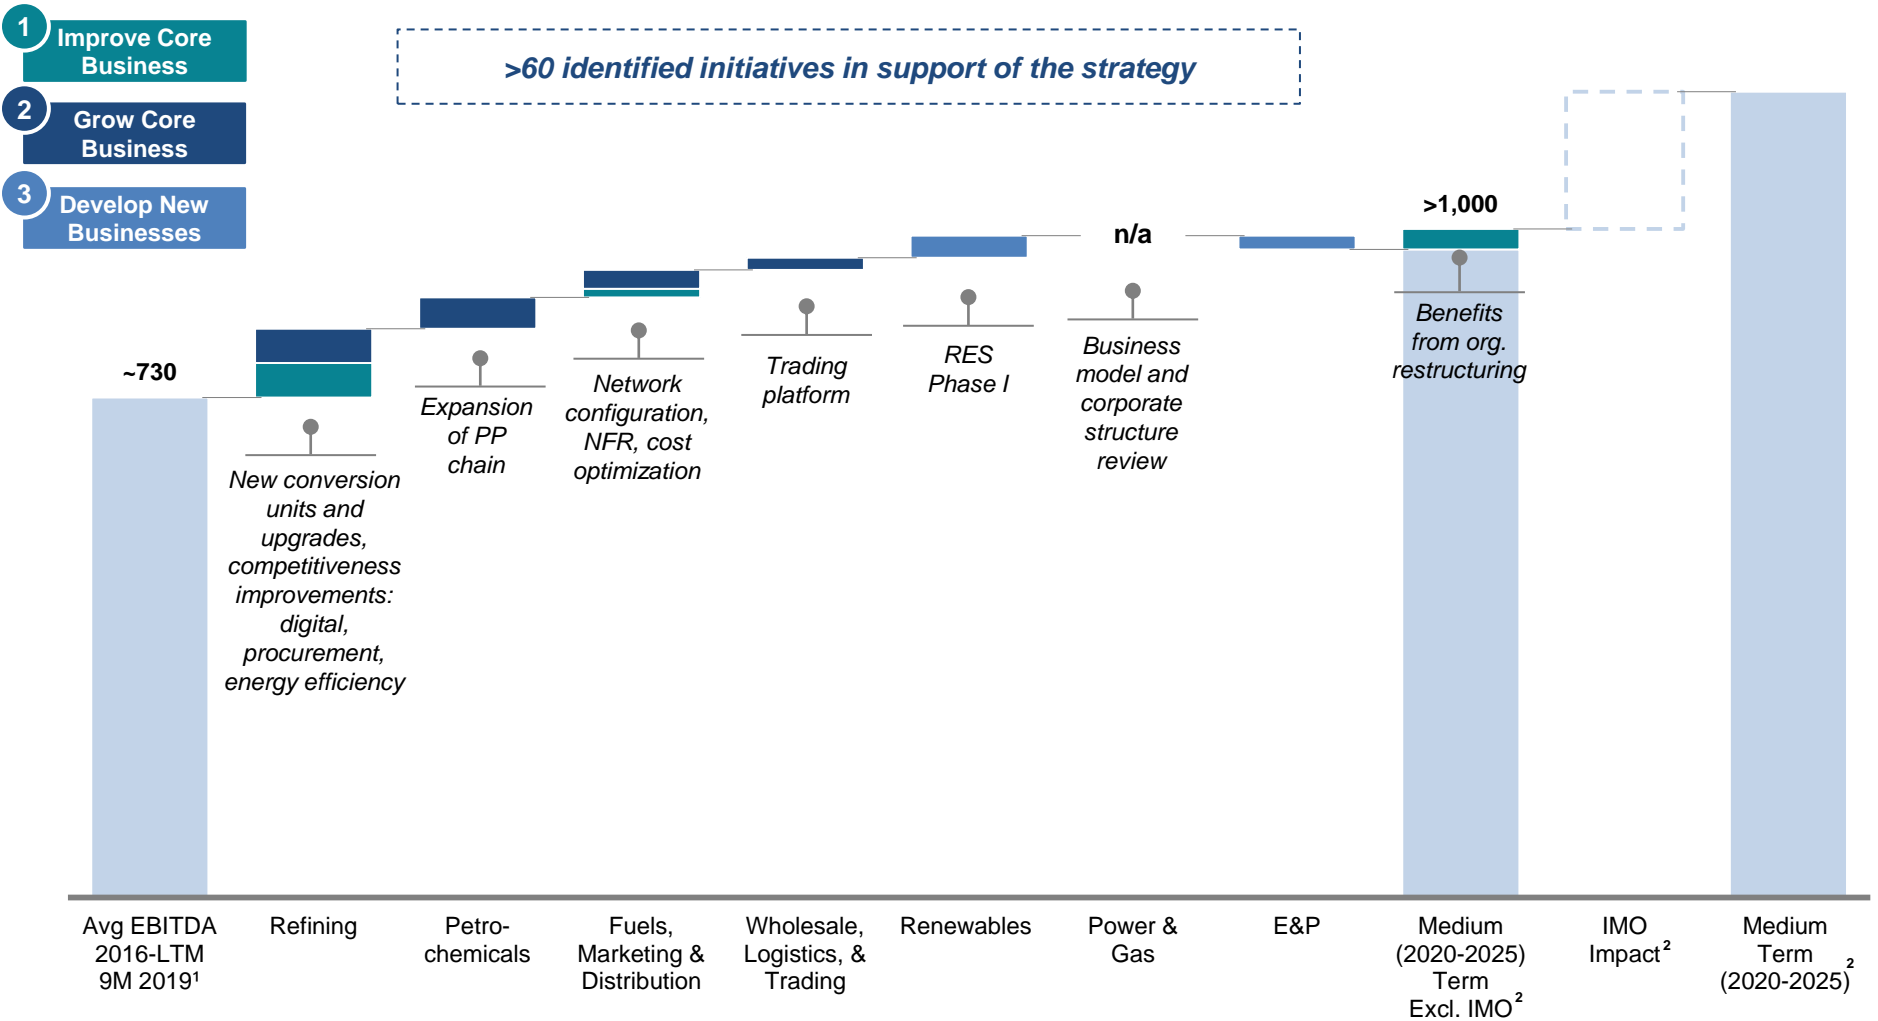 1
Improve Core
Business
2
Grow Core
Business
3
Develop New
Businesses
>60 identified initiatives in support of the strategy
~730
New conversion
units and
upgrades,
competitiveness
improvements:
digital,
procurement,
energy efficiency
Expansion
of PP
chain
Network
configuration,
NFR, cost
optimization
Trading
platform
RES
Phase I
n/a
Business
model and
corporate
structure
review
>1,000
Benefits
from org.
restructuring
Avg EBITDA
2016-LTM
9M 2019¹
Refining
Petro-
chemicals
Fuels,
Marketing &
Distribution
Wholesale,
Logistics, &
Trading
Renewables
Power &
Gas
E&P
Medium
(2020-2025)
Term
Excl. IMO²
IMO
Impact²
Medium
Term
(2020-2025)²